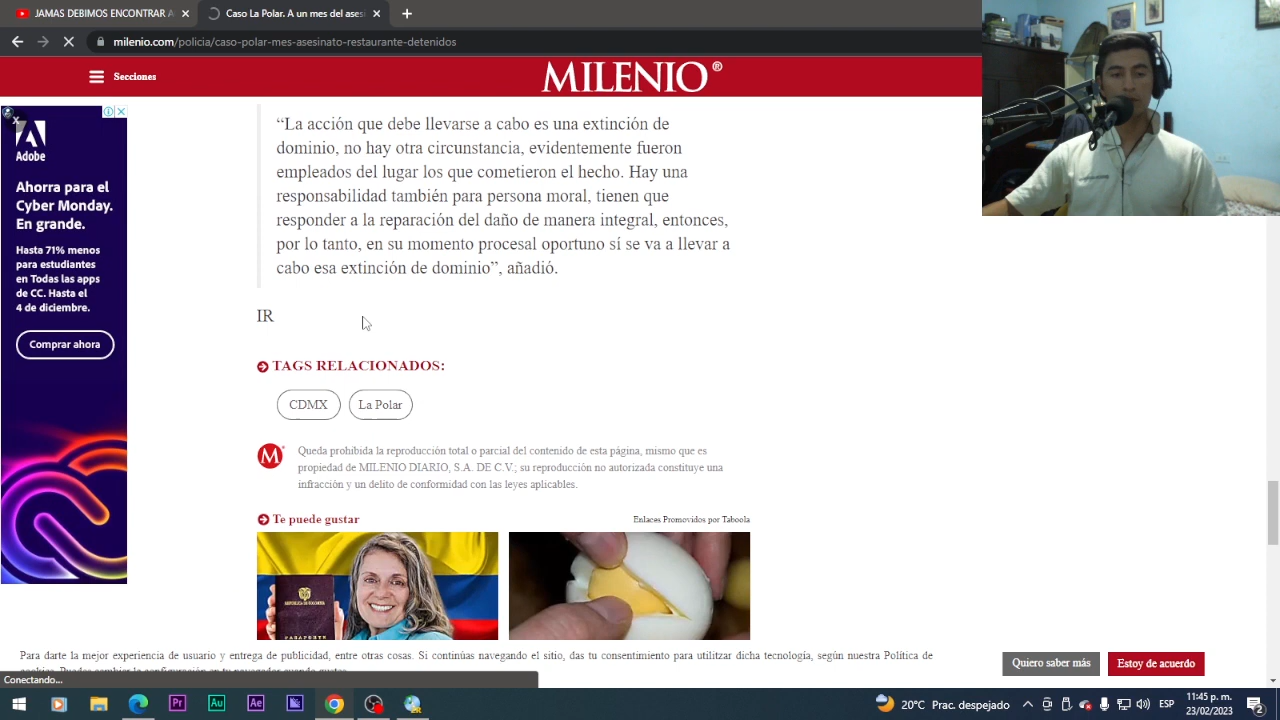 JAMAS DEBIMOS ENCONTRAR A
Caso La Polar: A un mes del ases
milenio.com/policia/caso-polar-mes-asesinato-restaurante-detenidos
Secciones
MILENIO®
Adobe
Ahorra para el
Cyber Monday.
En grande.
Hasta 71% menos
para estudiantes
en Todas las apps
de CC. Hasta el
4 de diciembre.
Comprar ahora
“La acción que debe llevarse a cabo es una extinción de
dominio, no hay otra circunstancia, evidentemente fueron
empleados del lugar los que cometieron el hecho. Hay una
responsabilidad también para persona moral, tienen que
responder a la reparación del daño de manera integral, entonces,
por lo tanto, en su momento procesal oportuno sí se va a llevar a
cabo esa extinción de dominio”, añadió.
IR
TAGS RELACIONADOS:
CDMX
La Polar
M
Queda prohibida la reproducción total o parcial del contenido de esta página, mismo que es
propiedad de MILENIO DIARIO, S.A. DE C.V.; su reproducción no autorizada constituye una
infracción y un delito de conformidad con las leyes aplicables.
Te puede gustar
Enlaces Promovidos por Taboola
REPÚBLICA DE COLOMBIA
PASAPORTE
Para darte la mejor experiencia de usuario y entrega de publicidad, entre otras cosas. Si continúas navegando el sitio, das tu consentimiento para utilitzar dicha tecnología, según nuestra Política de
Quiero saber más
Estoy de acuerdo
Conectando...
Pr
Au
Ae
20°C Prac. despejado
ESP
11:45 p. m.
23/02/2023
2